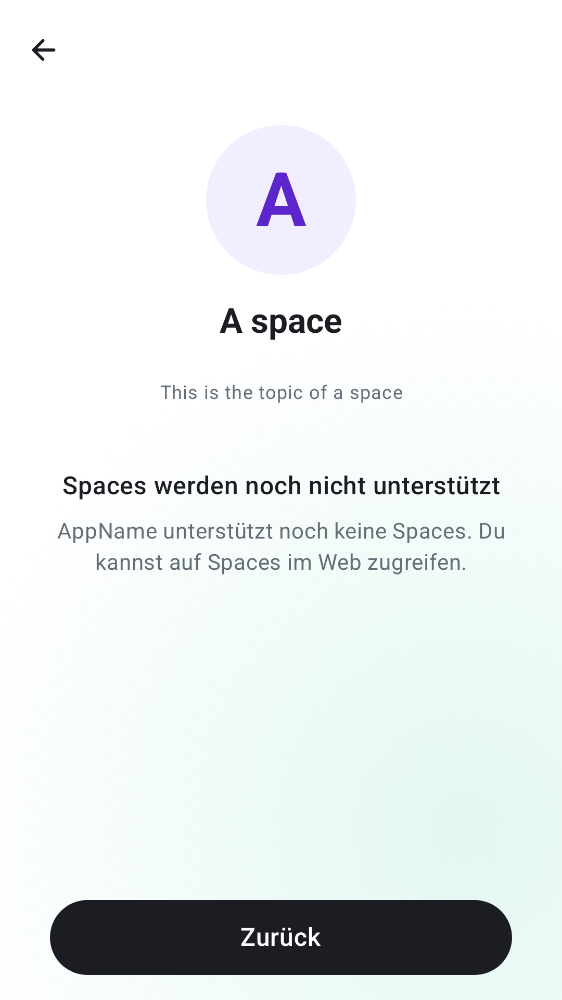 A
A space
This is the topic of a space
Spaces werden noch nicht unterstützt
AppName unterstützt noch keine Spaces. Du
kannst auf Spaces im Web zugreifen.
Zurück